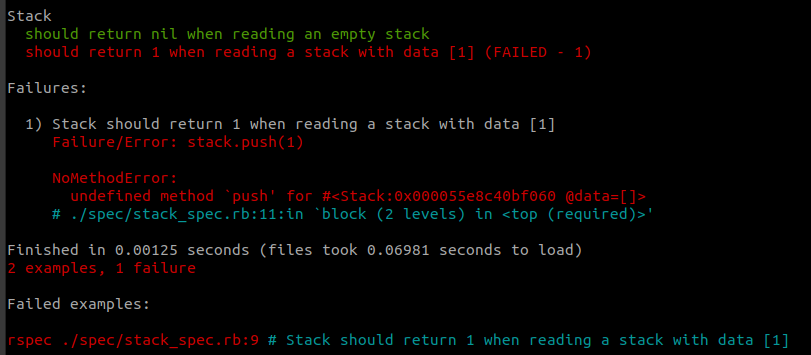 Stack
  should return nil when reading an empty stack
  should return 1 when reading a stack with data [1] (FAILED - 1)

Failures:

  1) Stack should return 1 when reading a stack with data [1]
     Failure/Error: stack.push(1)

     NoMethodError:
       undefined method `push' for #<Stack:0x000055e8c40bf060 @data=[]>
     # ./spec/stack_spec.rb:11:in `block (2 levels) in <top (required)>'

Finished in 0.00125 seconds (files took 0.06981 seconds to load)
2 examples, 1 failure

Failed examples:

rspec ./spec/stack_spec.rb:9 # Stack should return 1 when reading a stack with data [1]